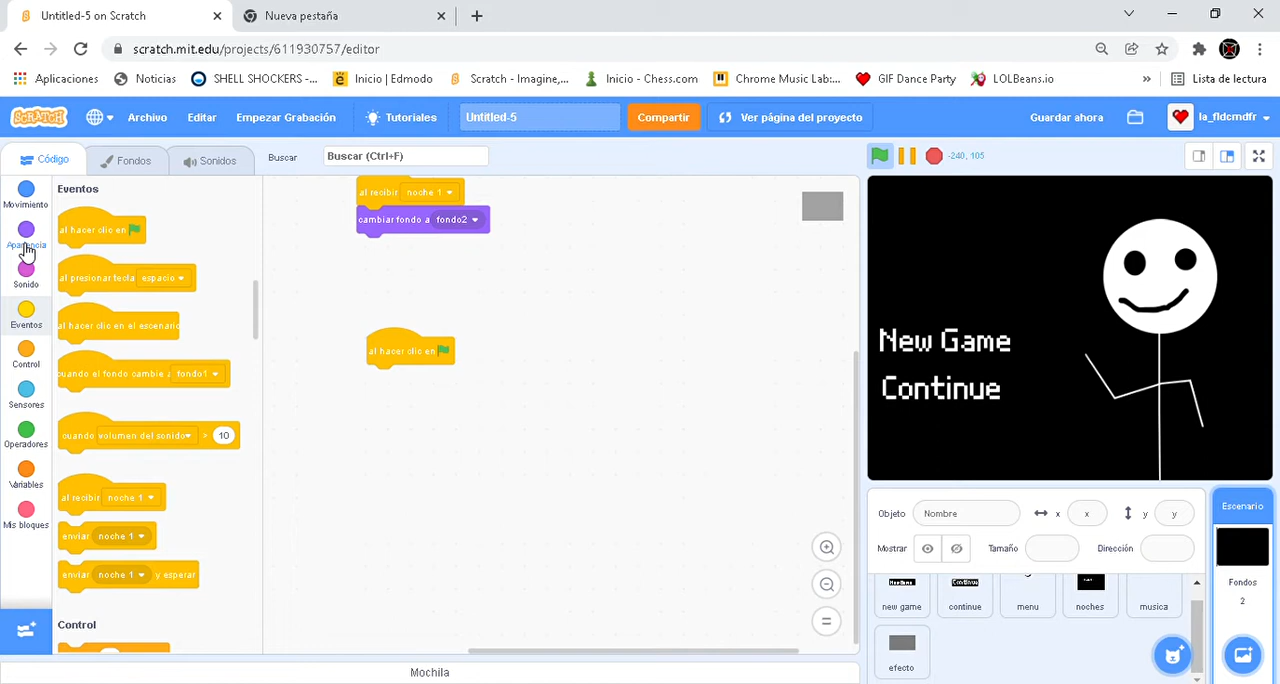 Untitled-5 on Scratch
Nueva pestaña
scratch.mit.edu/projects/611930757/editor
Aplicaciones
Noticias
SHELL SHOCKERS -...
Inicio | Edmodo
Scratch - Imagine,...
Inicio - Chess.com
Chrome Music Lab:...
GIF Dance Party
LOLBeans.io
»
Lista de lectura
SCRATCH
Archivo
Editar
Empezar Grabación
Tutoriales
Untitled-5
Compartir
Ver página del proyecto
Guardar ahora
la_fldcmdfr
Código
Fondos
Sonidos
Buscar
Buscar (Ctrl+F)
-240, 105
Movimiento
Apariencia
Sonido
Eventos
Control
Sensores
Operadores
Variables
Mis bloques
Eventos
al hacer clic en
al presionar tecla espacio
al hacer clic en el escenario
cuando el fondo cambie a fondo1
cuando volumen del sonido > 10
al recibir noche 1
enviar noche 1
enviar noche 1 y esperar
Control
al recibir noche 1
cambiar fondo a fondo2
al hacer clic en
New Game
Continue
Objeto
Nombre
x
x
y
y
Mostrar
Tamaño
Dirección
new game
continue
menu
noches
musica
efecto
Escenario
Fondos
2
Mochila